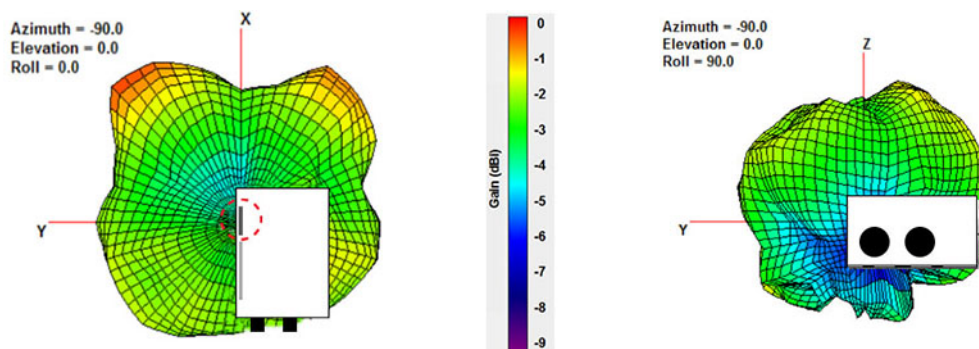 Azimuth = -90.0
Elevation = 0.0
Roll = 0.0
X
Y
Gain (dBi)
0
-1
-2
-3
-4
-5
-6
-7
-8
-9
Azimuth = -90.0
Elevation = 0.0
Roll = 90.0
Z
Y